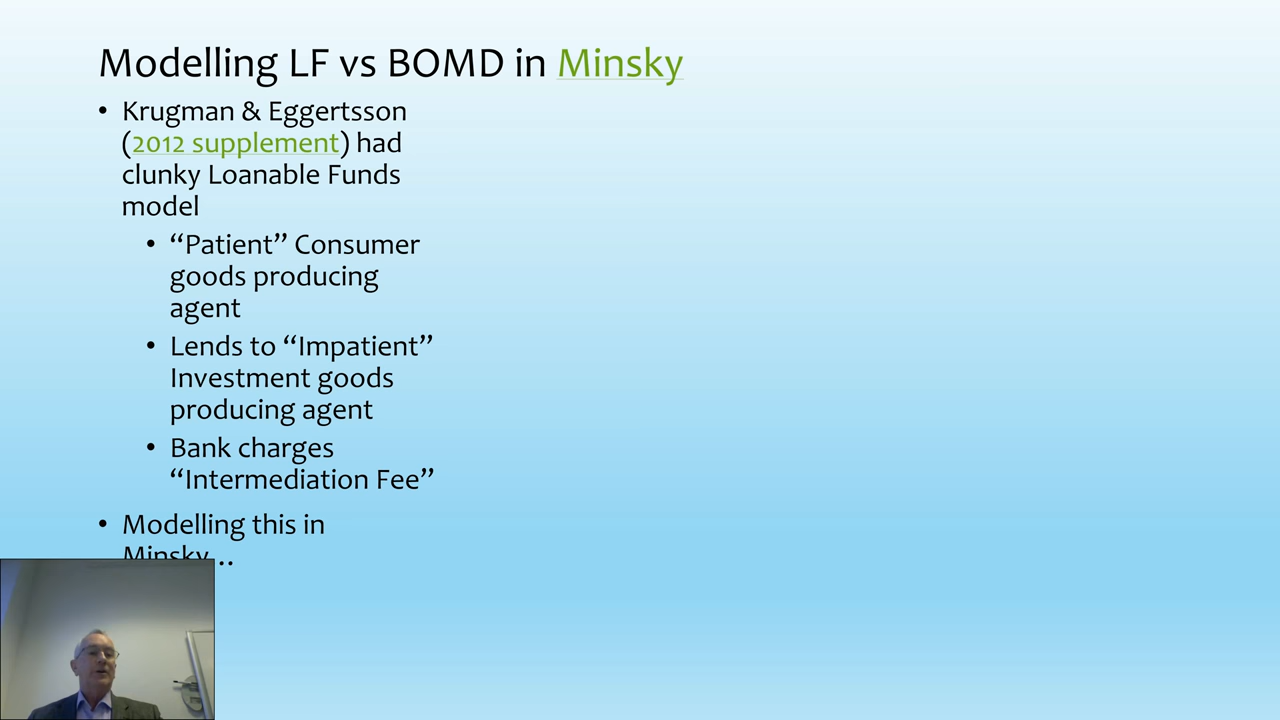 Modelling LF vs BOMD in Minsky
• Krugman & Eggertsson
(2012 supplement) had
clunky Loanable Funds
model
• “Patient” Consumer
goods producing
agent
• Lends to “Impatient”
Investment goods
producing agent
• Bank charges
“Intermediation Fee”
• Modelling this in
Minsky…